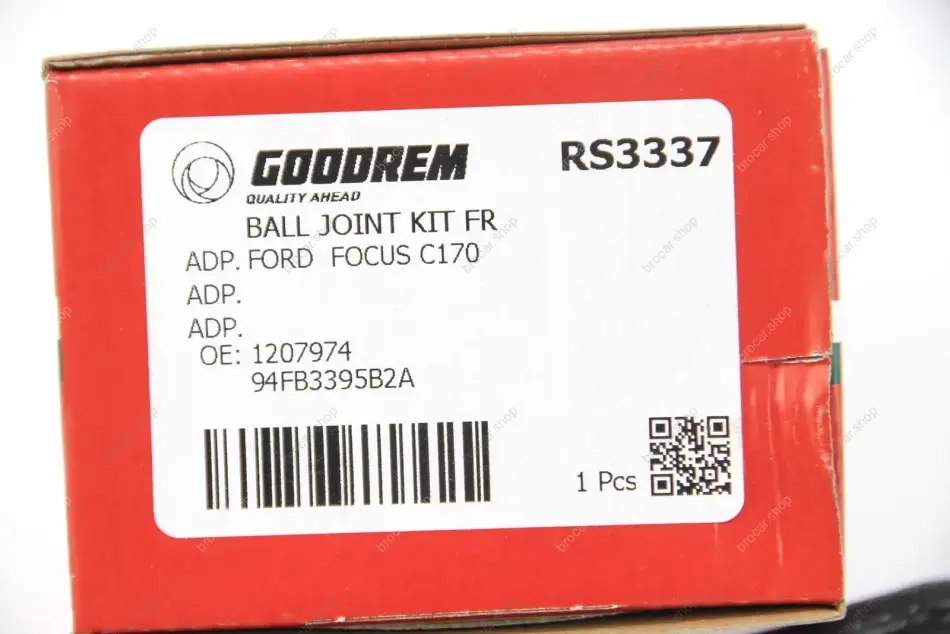 GOODREM
QUALITY AHEAD
RS3337
BALL JOINT KIT FR
ADP. FORD FOCUS C170
ADP.
ADP.
OE: 1207974
94FB3395B2A
1 Pcs
brocar.shop